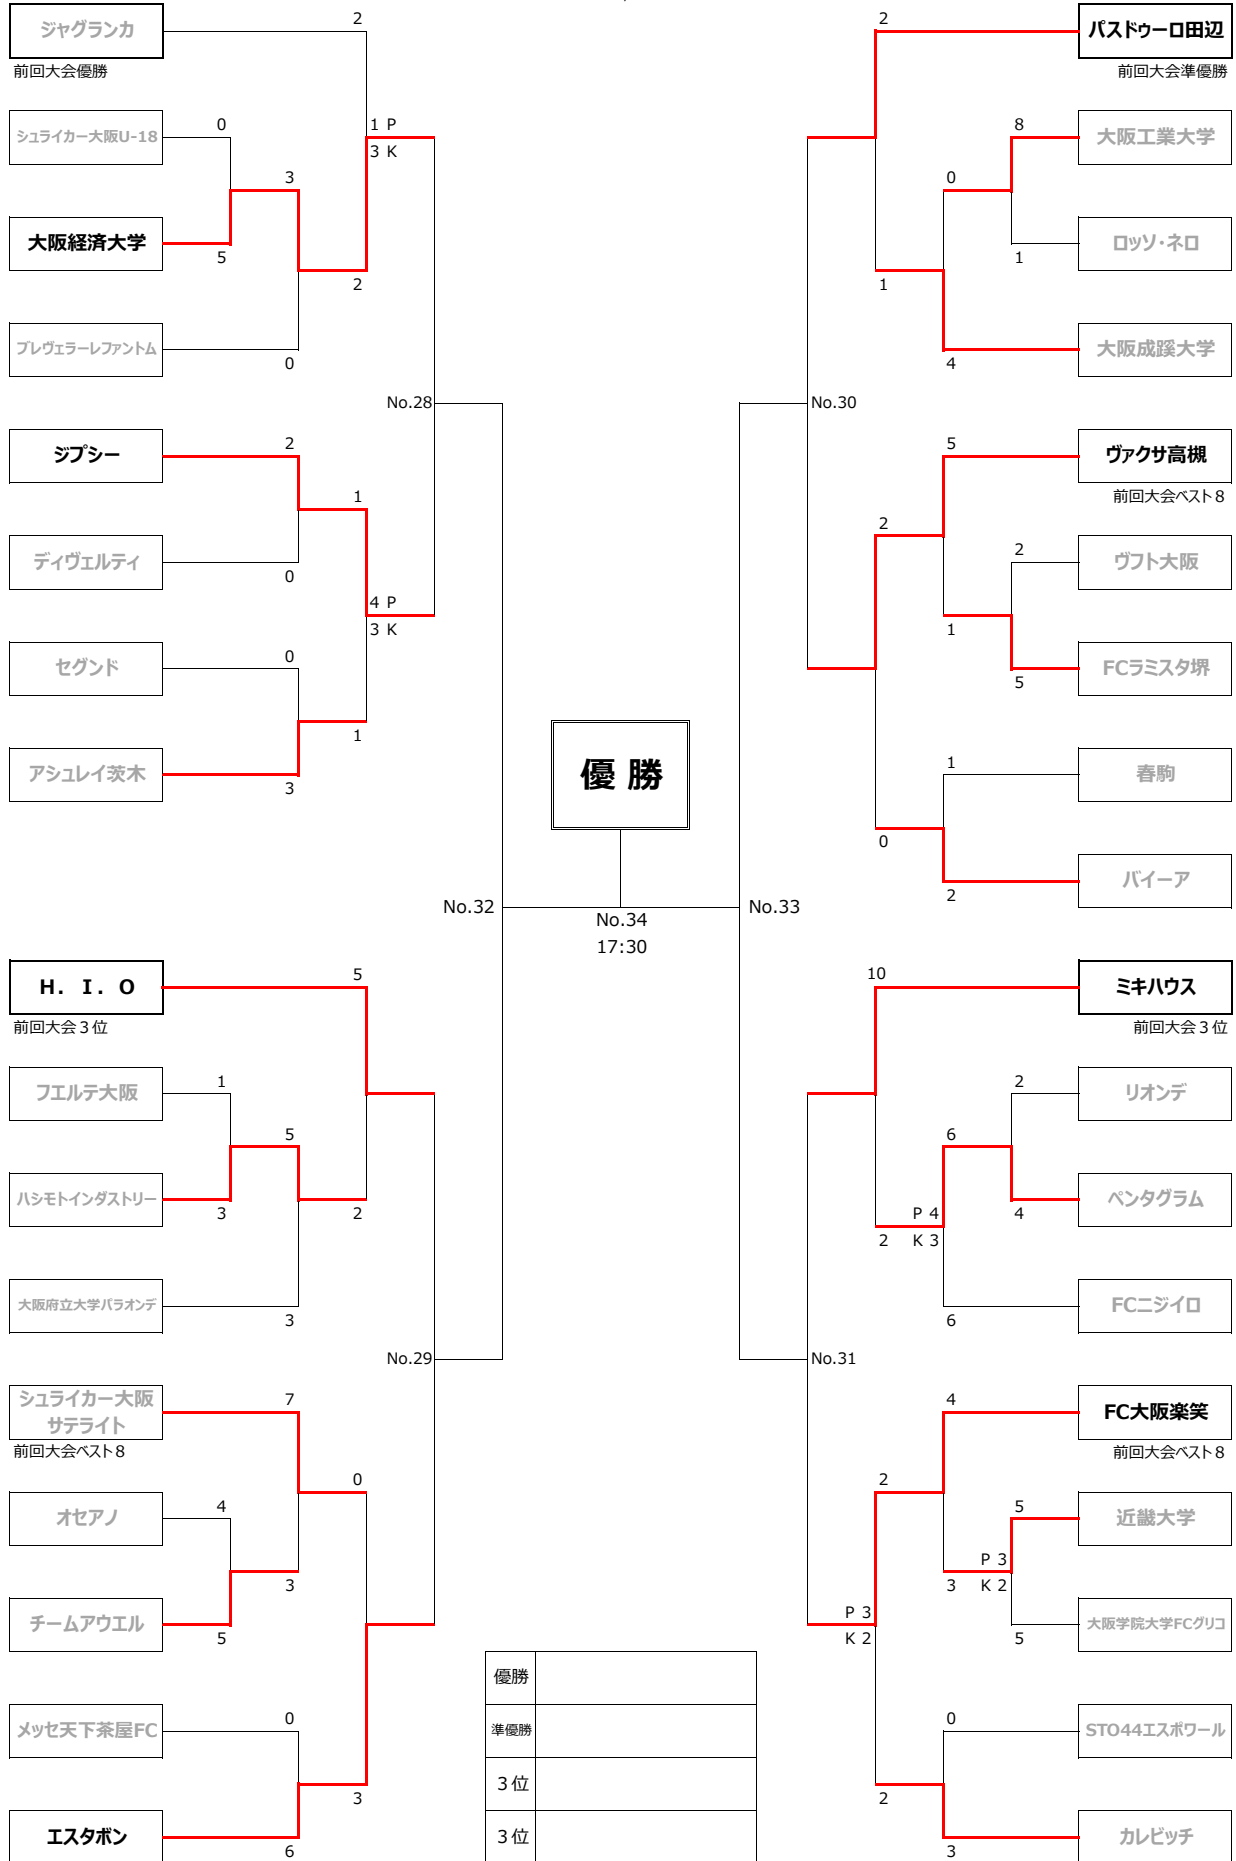 ジャグランカ
前回大会優勝
2
シュライカー大阪U-18
0
1 P
3 K
3
大阪経済大学
5
2
プレヴェラーレファントム
0
No.28
ジプシー
2
1
ディヴェルティ
0
4 P
3 K
セグンド
0
1
アシュレイ茨木
3
No.32
H. I. O
前回大会3位
5
フエルテ大阪
1
5
ハシモトインダストリー
3
2
大阪府立大学パラオンデ
3
No.29
シュライカー大阪
サテライト
前回大会ベスト8
7
0
オセアノ
4
3
チームアウエル
5
メッセ天下茶屋FC
0
3
エスタボン
6
優 勝
No.34
17:30
優勝
準優勝
3位
3位
2
パスドゥーロ田辺
前回大会準優勝
8
大阪工業大学
0
1
ロッソ・ネロ
1
4
大阪成蹊大学
No.30
5
ヴァクサ高槻
前回大会ベスト8
2
2
ヴフト大阪
1
5
FCラミスタ堺
1
春駒
0
2
バイーア
No.33
10
ミキハウス
前回大会3位
2
リオンデ
6
4
ペンタグラム
P 4
2 K 3
6
FCニジイロ
No.31
4
FC大阪楽笑
前回大会ベスト8
2
5
近畿大学
P 3
3 K 2
5
大阪学院大学FCグリコ
P 3
K 2
0
STO44エスポワール
2
3
カレビッチ